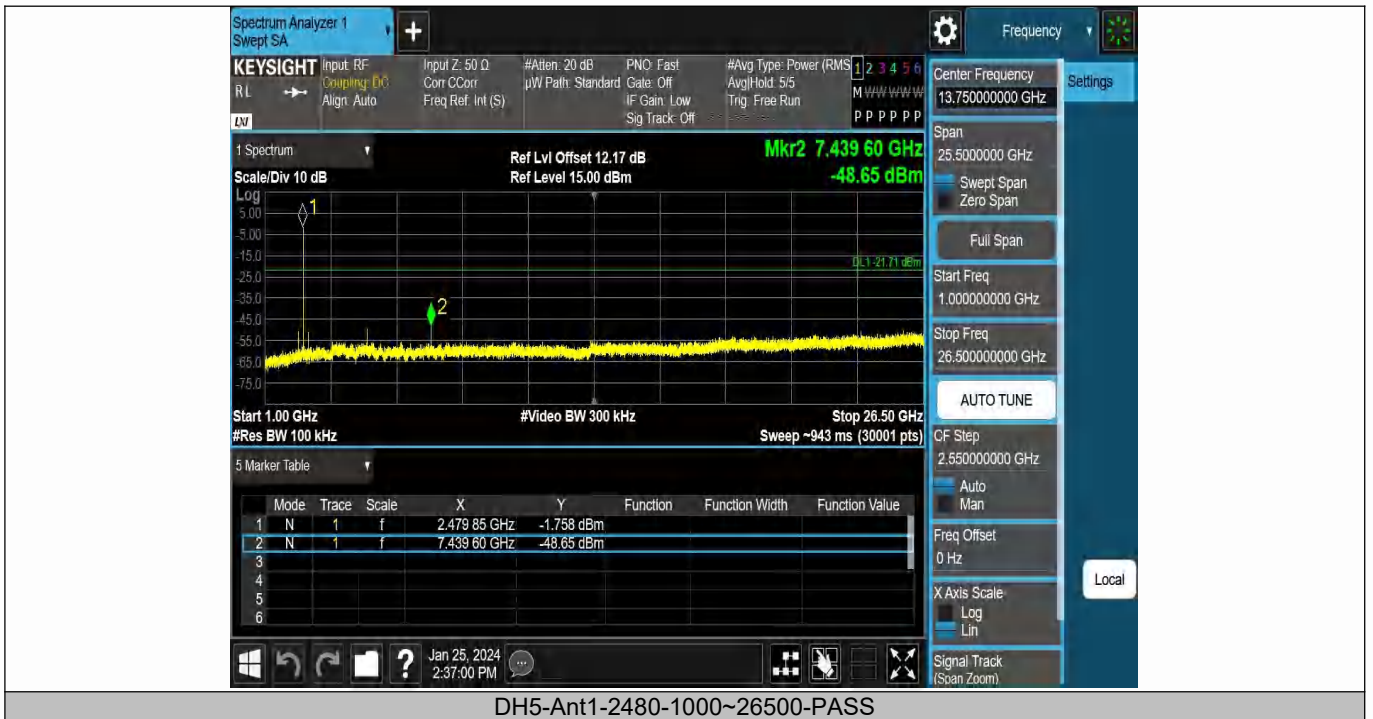 Spectrum Analyzer 1
Swept SA
+
Frequency
KEYSIGHT
RL
LXI
Input: RF
Coupling: DC
Align: Auto
Input Z: 50 Ω
Corr CCorr
Freq Ref: Int (S)
#Atten: 20 dB
µW Path: Standard
PNO: Fast
Gate: Off
IF Gain: Low
Sig Track: Off
#Avg Type: Power (RMS
Avg|Hold: 5/5
Trig: Free Run
1 2 3 4 5 6
M W W W W W
P P P P P P
Center Frequency
13.750000000 GHz
Settings
Span
25.5000000 GHz
Swept Span
Zero Span
Full Span
Start Freq
1.000000000 GHz
Stop Freq
26.500000000 GHz
AUTO TUNE
CF Step
2.550000000 GHz
Auto
Man
Freq Offset
0 Hz
X Axis Scale
Log
Lin
Signal Track
(Span Zoom)
Local
1 Spectrum
Scale/Div 10 dB
Ref Lvl Offset 12.17 dB
Ref Level 15.00 dBm
Mkr2 7.439 60 GHz
-48.65 dBm
Log
5.00
-5.00
-15.0
-25.0
-35.0
-45.0
-55.0
-65.0
-75.0
1
2
DL1 -21.71 dBm
Start 1.00 GHz
#Video BW 300 kHz
Stop 26.50 GHz
#Res BW 100 kHz
Sweep ~943 ms (30001 pts)
5 Marker Table
Mode Trace Scale X Y Function Function Width Function Value
1 N 1 f 2.479 85 GHz -1.758 dBm
2 N 1 f 7.439 60 GHz -48.65 dBm
3
4
5
6
?
Jan 25, 2024
2:37:00 PM
DH5-Ant1-2480-1000~26500-PASS